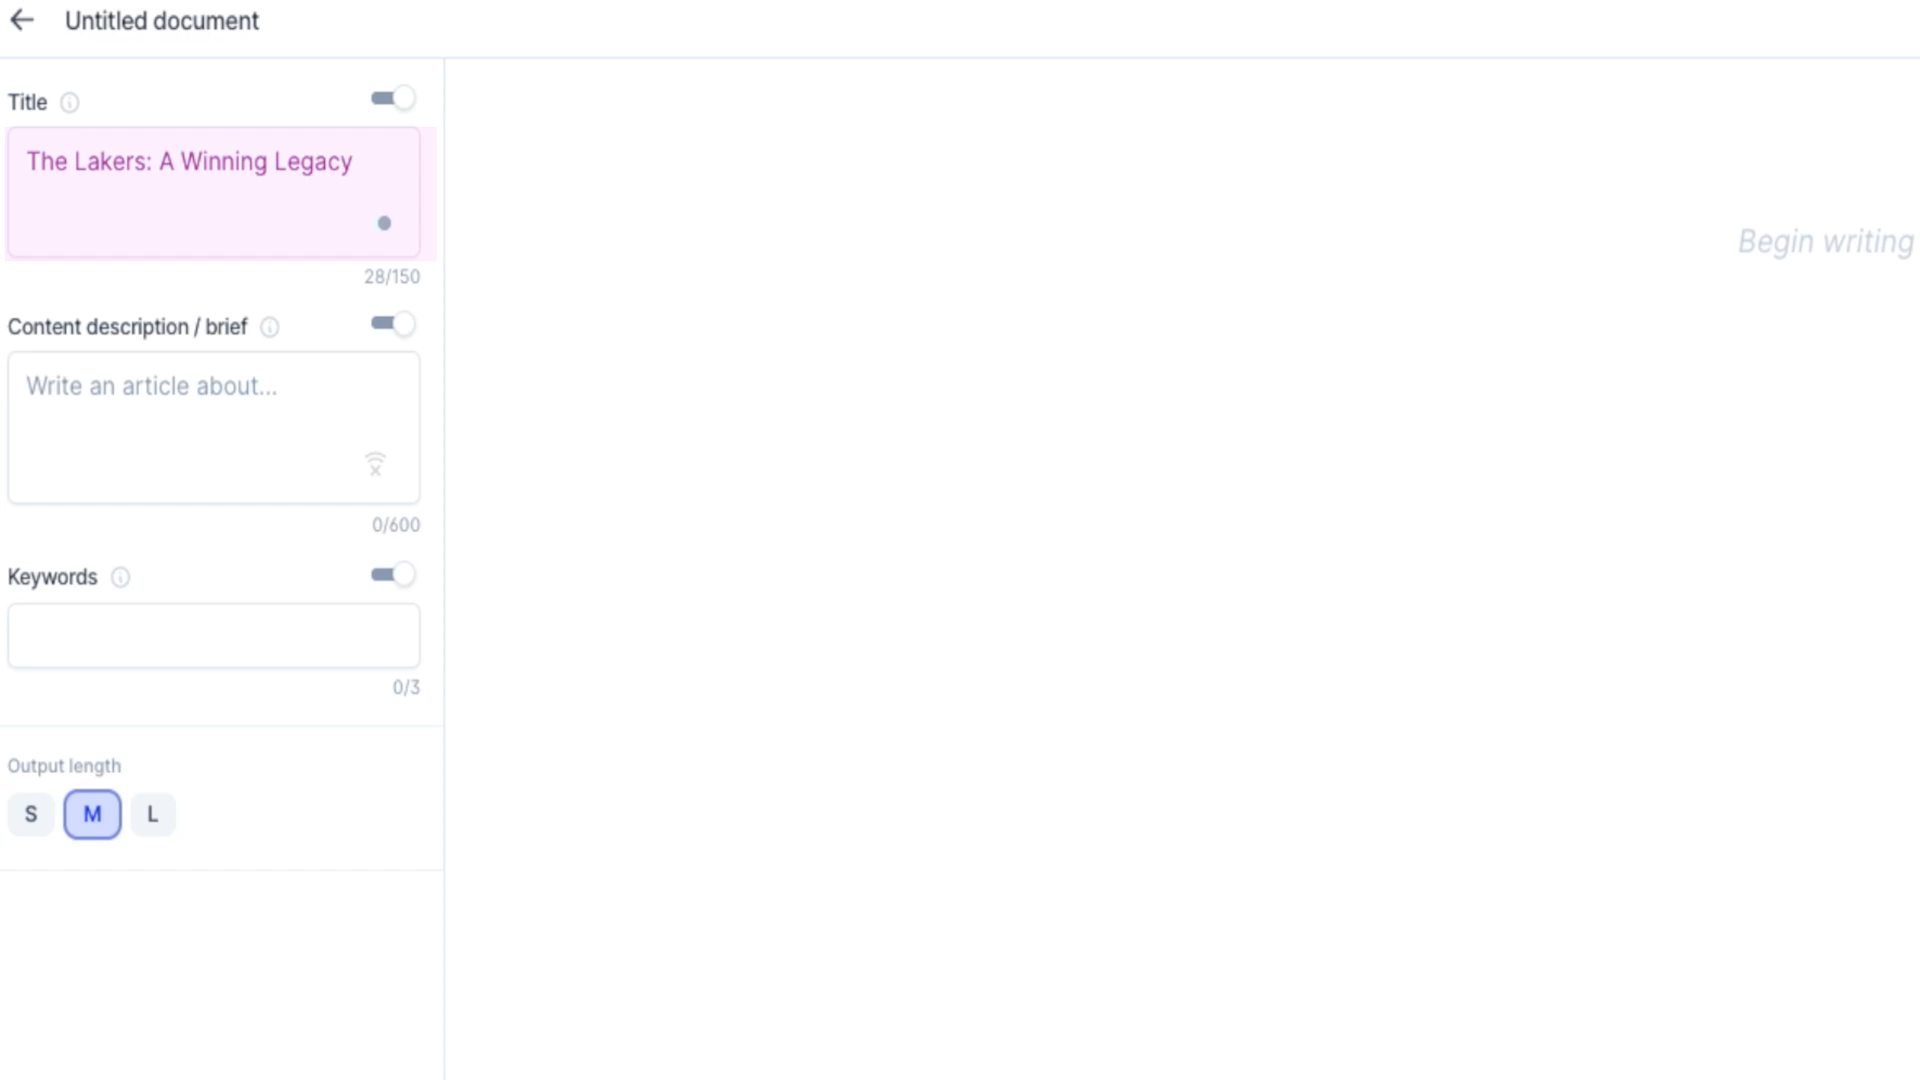 Untitled document
Title
The Lakers: A Winning Legacy
28/150
Content description / brief
Write an article about...
0/600
Keywords
0/3
Output length
S M L
Begin writing